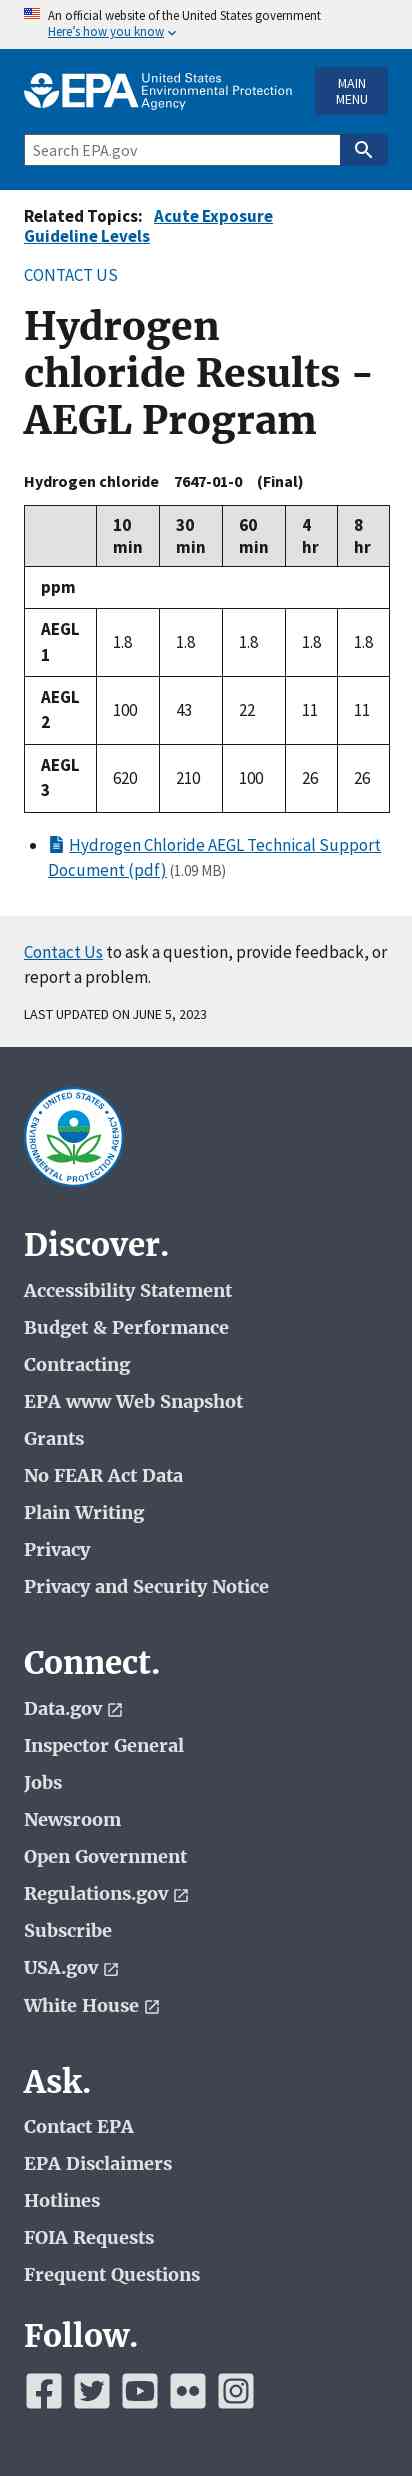 An official website of the United States government
Here's how you know
EPA United States
Environmental Protection
Agency
MAIN
MENU
Search EPA.gov
Related Topics: Acute Exposure
Guideline Levels
CONTACT US
Hydrogen
chloride Results -
AEGL Program
Hydrogen chloride 7647-01-0 (Final)
10 min 30 min 60 min 4 hr 8 hr
ppm
AEGL 1 1.8 1.8 1.8 1.8 1.8
AEGL 2 100 43 22 11 11
AEGL 3 620 210 100 26 26
Hydrogen Chloride AEGL Technical Support
Document (pdf) (1.09 MB)
Contact Us to ask a question, provide feedback, or
report a problem.
LAST UPDATED ON JUNE 5, 2023
UNITED STATES
ENVIRONMENTAL PROTECTION AGENCY
Discover.
Accessibility Statement
Budget & Performance
Contracting
EPA www Web Snapshot
Grants
No FEAR Act Data
Plain Writing
Privacy
Privacy and Security Notice
Connect.
Data.gov
Inspector General
Jobs
Newsroom
Open Government
Regulations.gov
Subscribe
USA.gov
White House
Ask.
Contact EPA
EPA Disclaimers
Hotlines
FOIA Requests
Frequent Questions
Follow.